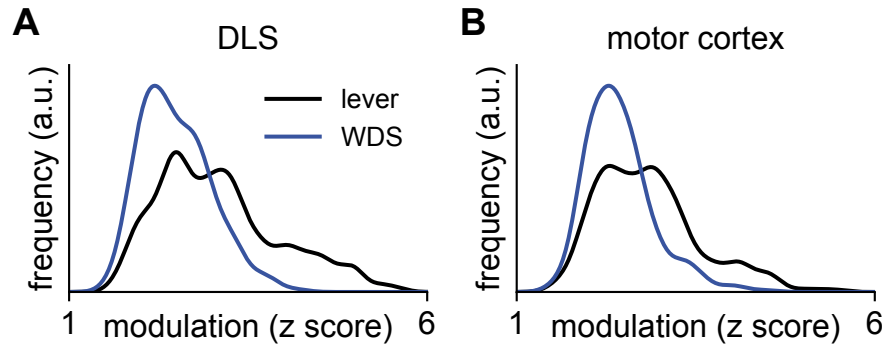 A
DLS
frequency (a.u.)
lever
WDS
1
modulation (z score)
6
B
motor cortex
frequency (a.u.)
1
modulation (z score)
6